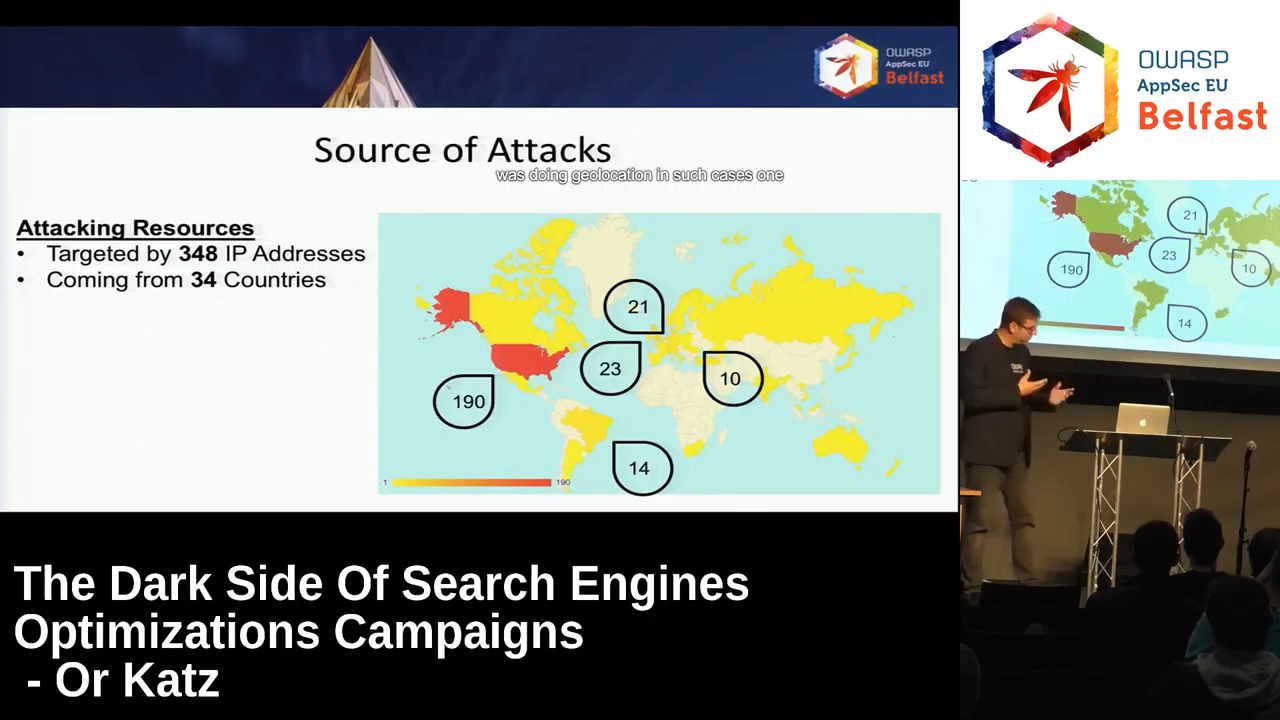 OWASP
AppSec EU
Belfast
OWASP
AppSec EU
Belfast
Source of Attacks
was doing geolocation in such cases one
Attacking Resources
• Targeted by 348 IP Addresses
• Coming from 34 Countries
21
23
10
190
14
1
190
21
23
190
10
14
The Dark Side Of Search Engines
Optimizations Campaigns
- Or Katz